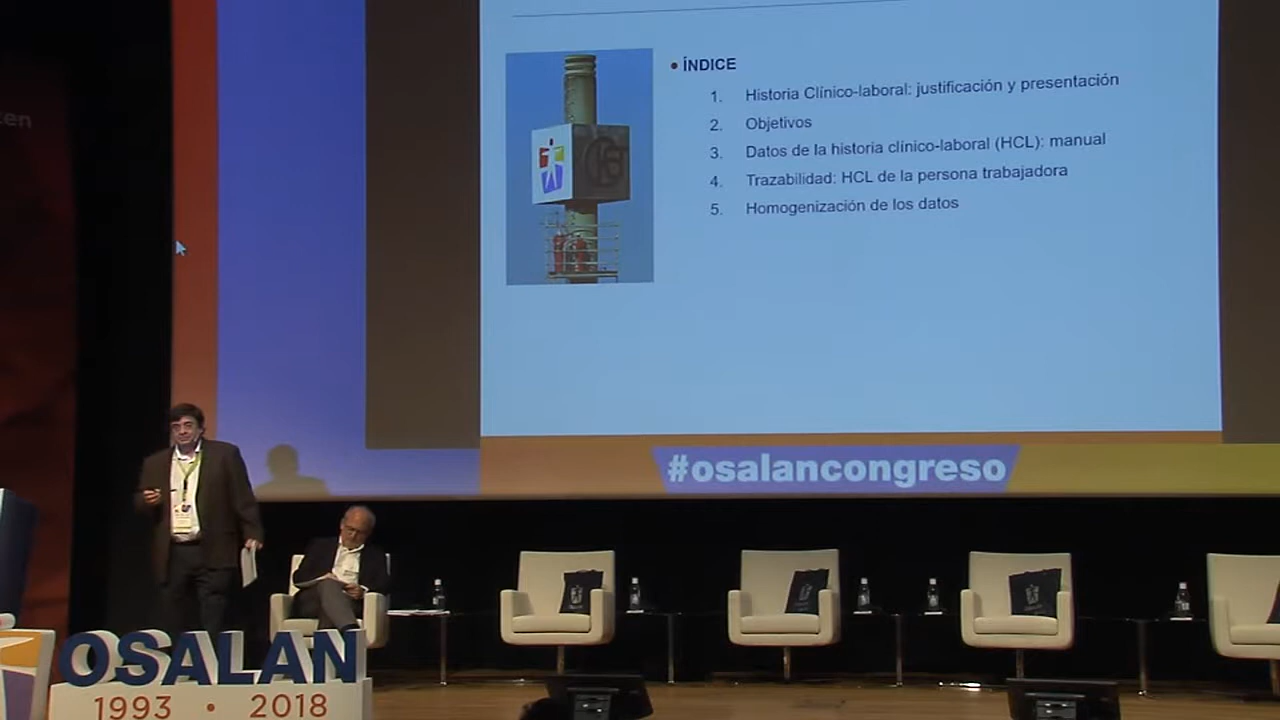 • ÍNDICE
1. Historia Clínico-laboral: justificación y presentación
2. Objetivos
3. Datos de la historia clínico-laboral (HCL): manual
4. Trazabilidad: HCL de la persona trabajadora
5. Homogenización de los datos
#osalancongreso
OSALAN
1993 • 2018